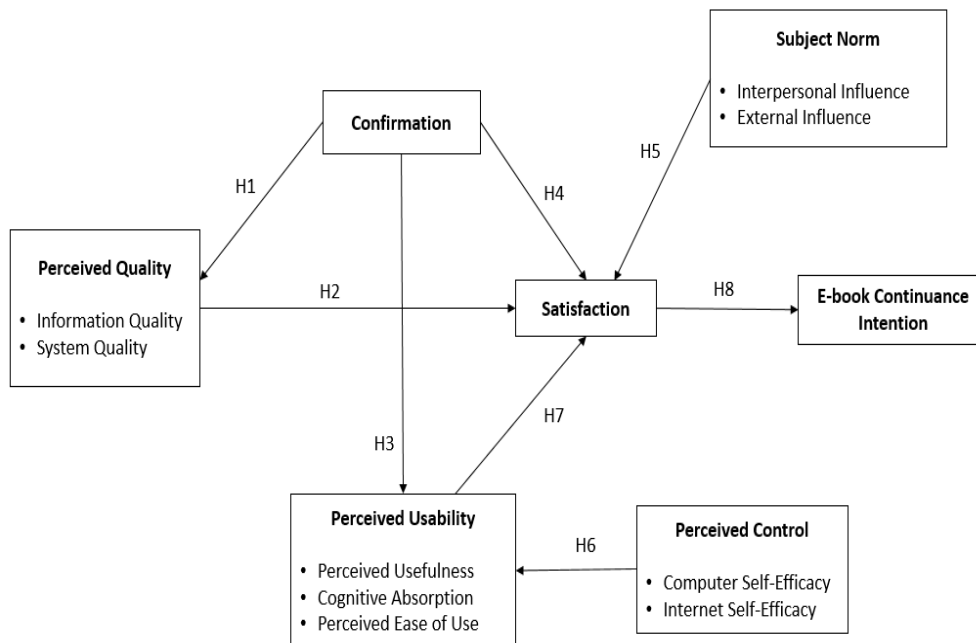 Subject Norm
• Interpersonal Influence
• External Influence
Confirmation
H5
H1
H4
Perceived Quality
• Information Quality
• System Quality
H2
Satisfaction
H8
E-book Continuance
Intention
H3
H7
Perceived Usability
• Perceived Usefulness
• Cognitive Absorption
• Perceived Ease of Use
H6
Perceived Control
• Computer Self-Efficacy
• Internet Self-Efficacy